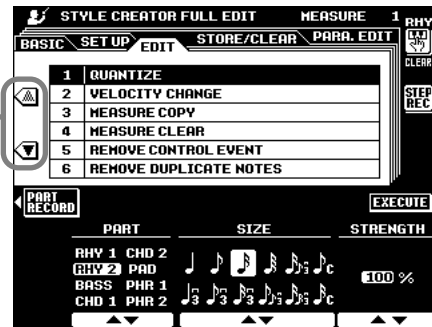 STYLE CREATOR FULL EDIT MEASURE 1
RHY
BASIC SET UP EDIT STORE/CLEAR PARA. EDIT
CLEAR
1 QUANTIZE
2 VELOCITY CHANGE
STEP
REC
3 MEASURE COPY
4 MEASURE CLEAR
5 REMOVE CONTROL EVENT
6 REMOVE DUPLICATE NOTES
PART
RECORD
EXECUTE
PART SIZE STRENGTH
RHY 1 CHD 2
RHY 2 PAD
100 %
BASS PHR 1
CHD 1 PHR 2